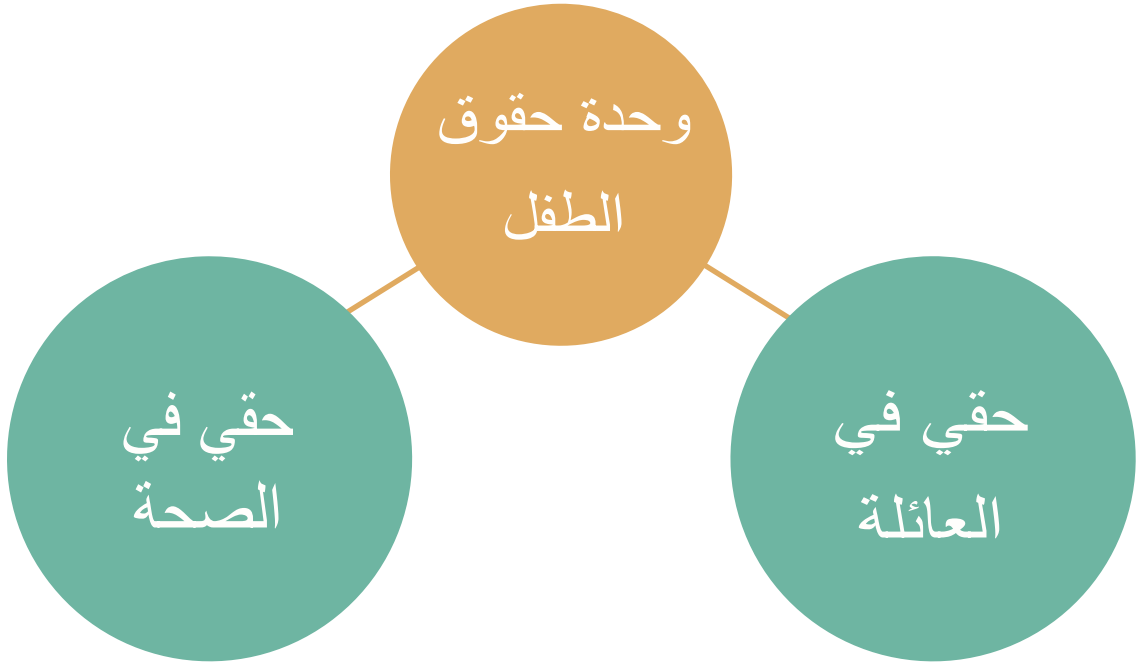 وحدة حقوق
الطفل
حقي في
العائلة
حقي في
الصحة